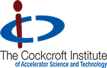 The Cockcroft Institute
of Accelerator Science and Technology